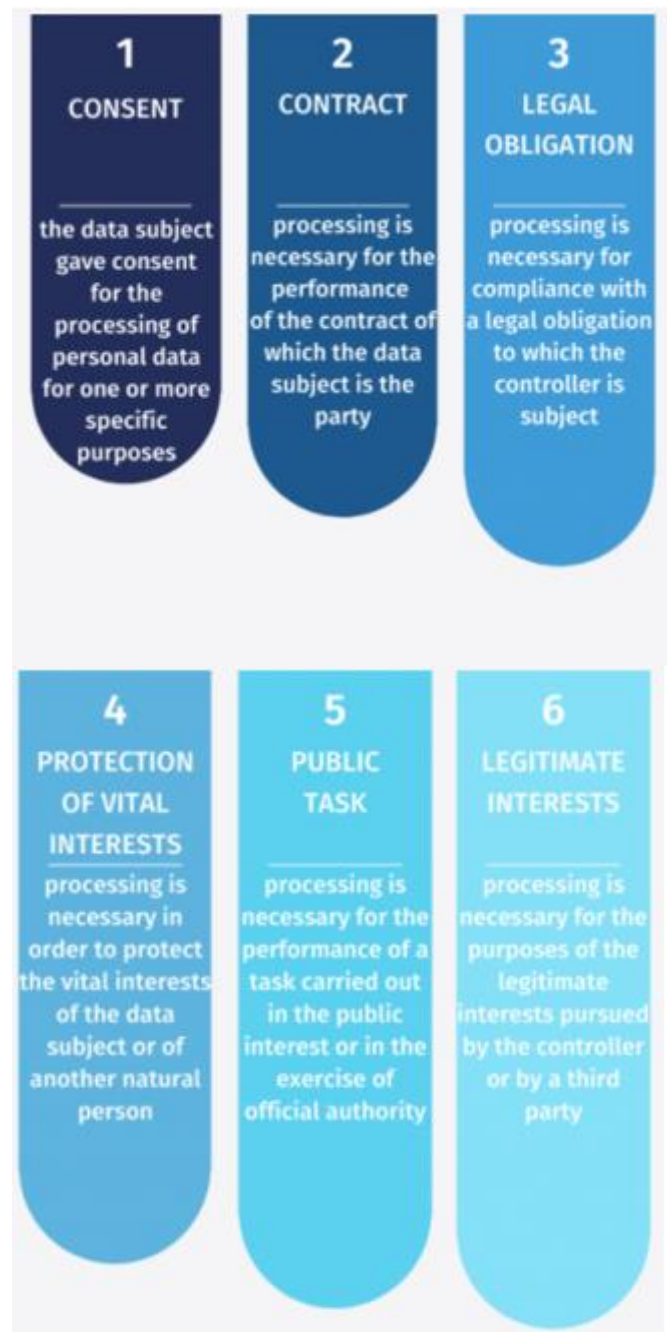 1
CONSENT
the data subject
gave consent
for the
processing of
personal data
for one or more
specific
purposes
2
CONTRACT
processing is
necessary for the
performance
of the contract of
which the data
subject is the
party
3
LEGAL
OBLIGATION
processing is
necessary for
compliance with
a legal obligation
to which the
controller is
subject
4
PROTECTION
OF VITAL
INTERESTS
processing is
necessary in
order to protect
the vital interests
of the data
subject or of
another natural
person
5
PUBLIC
TASK
processing is
necessary for the
performance of a
task carried out
in the public
interest or in the
exercise of
official authority
6
LEGITIMATE
INTERESTS
processing is
necessary for the
purposes of the
legitimate
interests pursued
by the controller
or by a third
party